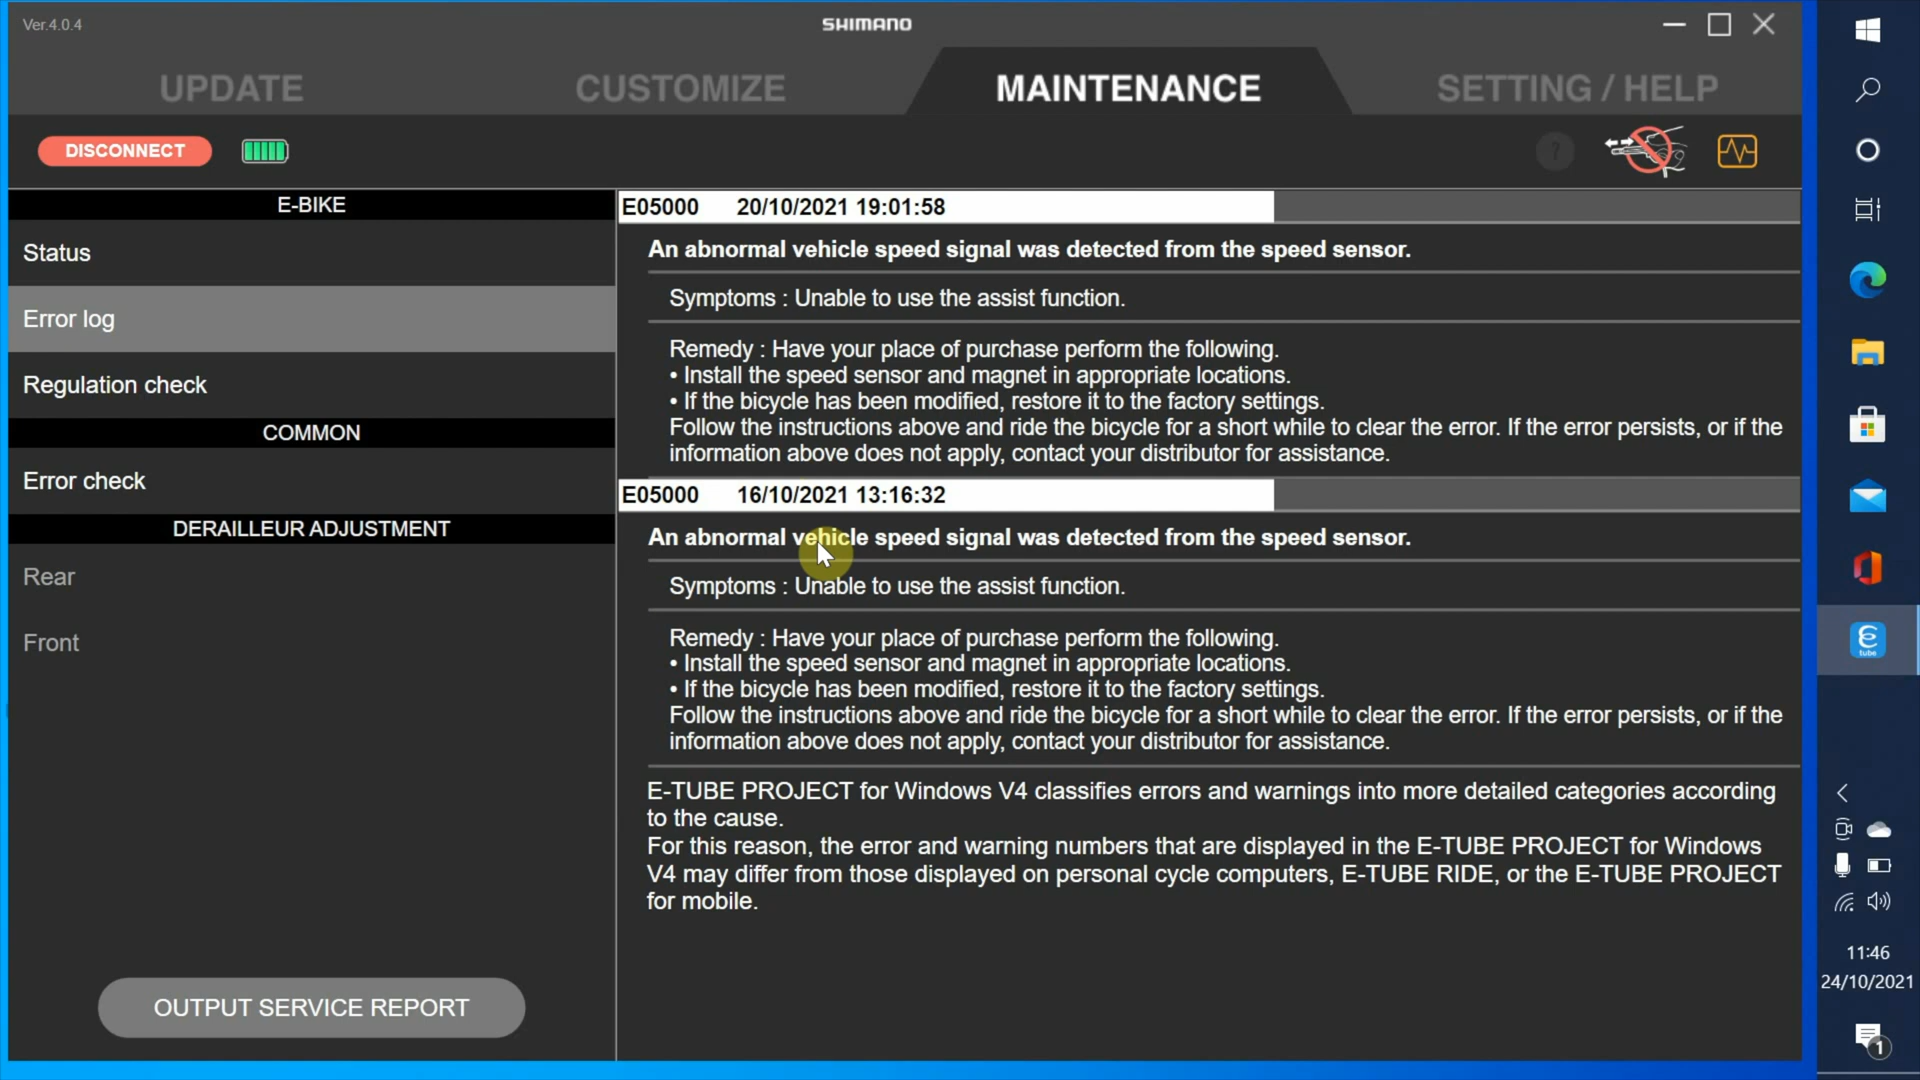 Ver.4.0.4
SHIMANO
UPDATE
CUSTOMIZE
MAINTENANCE
SETTING / HELP
DISCONNECT
?
E-BIKE
Status
Error log
Regulation check
COMMON
Error check
DERAILLEUR ADJUSTMENT
Rear
Front
OUTPUT SERVICE REPORT
E05000 20/10/2021 19:01:58
An abnormal vehicle speed signal was detected from the speed sensor.
Symptoms : Unable to use the assist function.
Remedy : Have your place of purchase perform the following.
• Install the speed sensor and magnet in appropriate locations.
• If the bicycle has been modified, restore it to the factory settings.
Follow the instructions above and ride the bicycle for a short while to clear the error. If the error persists, or if the
information above does not apply, contact your distributor for assistance.
E05000 16/10/2021 13:16:32
An abnormal vehicle speed signal was detected from the speed sensor.
Symptoms : Unable to use the assist function.
Remedy : Have your place of purchase perform the following.
• Install the speed sensor and magnet in appropriate locations.
• If the bicycle has been modified, restore it to the factory settings.
Follow the instructions above and ride the bicycle for a short while to clear the error. If the error persists, or if the
information above does not apply, contact your distributor for assistance.
E-TUBE PROJECT for Windows V4 classifies errors and warnings into more detailed categories according
to the cause.
For this reason, the error and warning numbers that are displayed in the E-TUBE PROJECT for Windows
V4 may differ from those displayed on personal cycle computers, E-TUBE RIDE, or the E-TUBE PROJECT
for mobile.
tube
11:46
24/10/2021
1